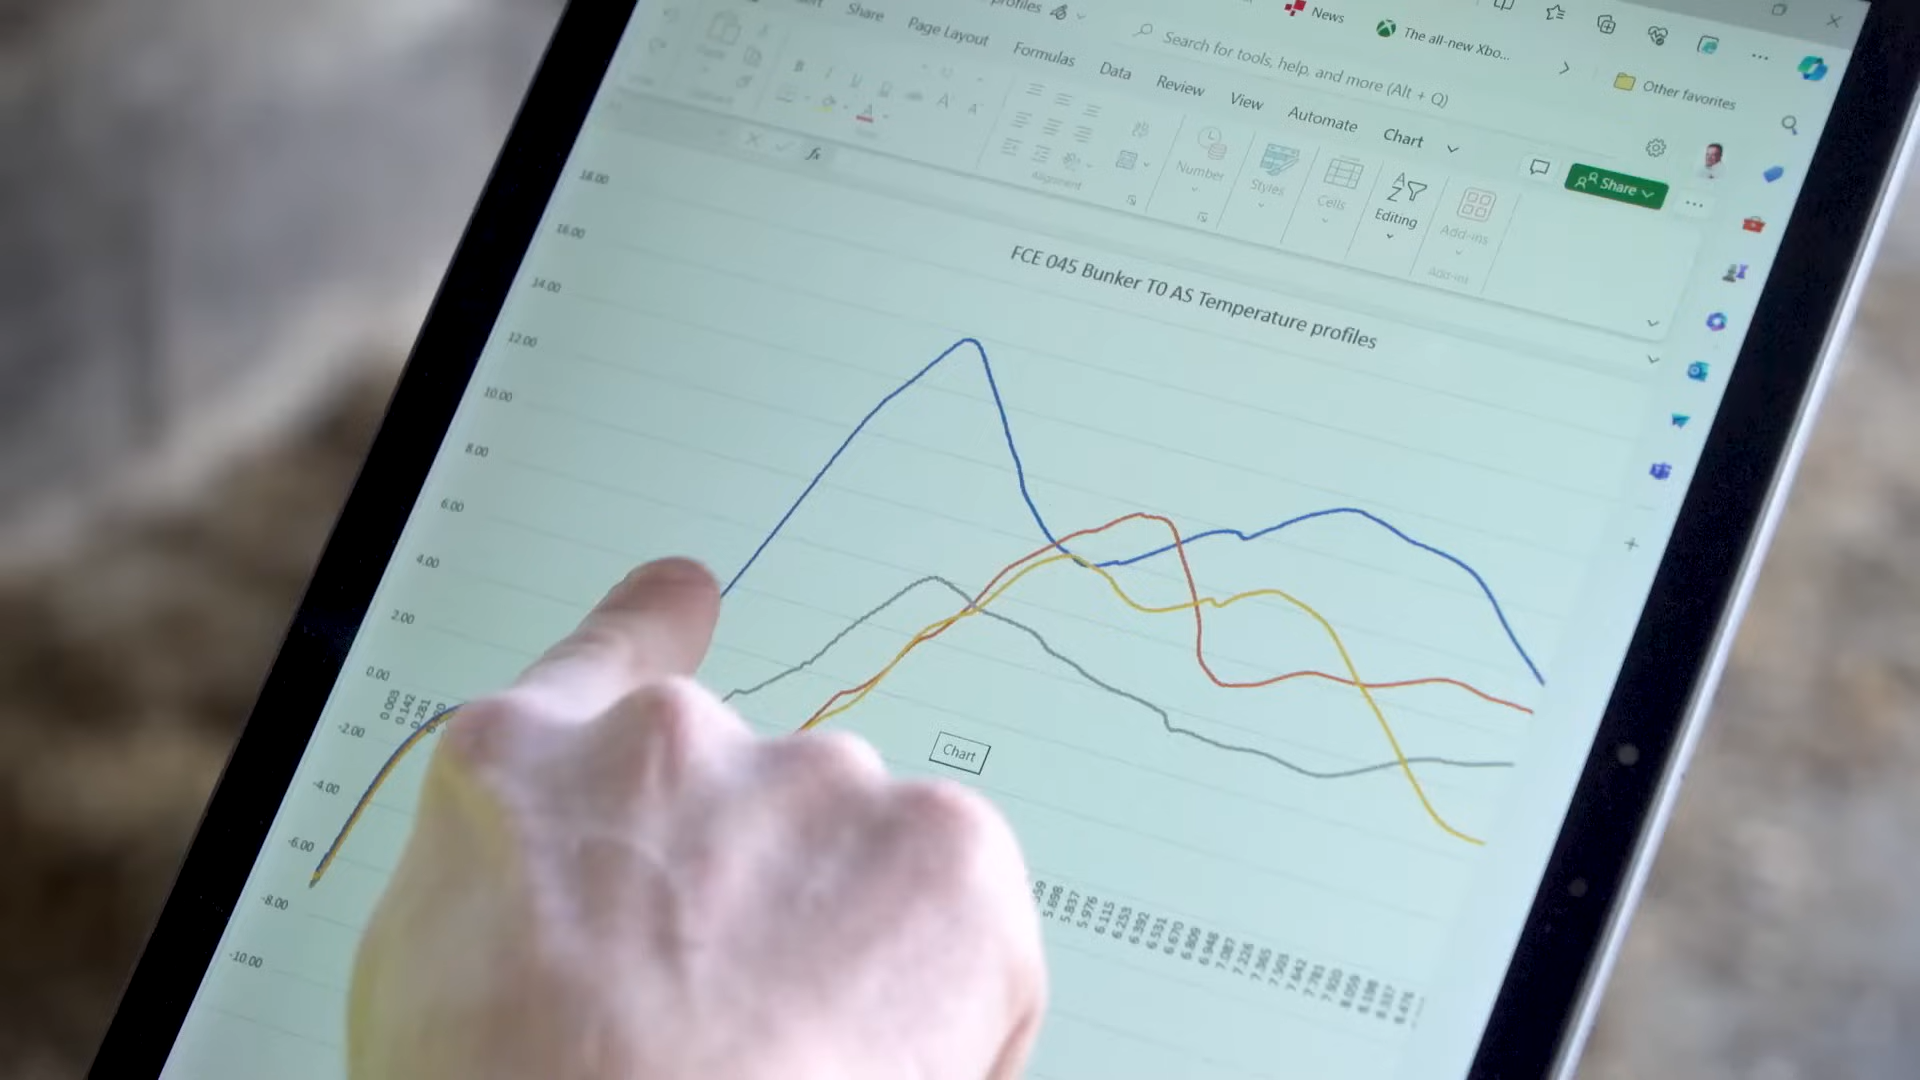 News
The all-new Xbo...
Other favorites
Share
Page Layout
Formulas
Data
Review
View
Automate
Chart
Search for tools, help, and more (Alt + Q)
Share
Alignment
Number
Styles
Cells
Editing
Add-ins
Add-ins
FCE 045 Bunker T0 AS Temperature profiles
18.00
16.00
14.00
12.00
10.00
8.00
6.00
4.00
2.00
0.00
-2.00
-4.00
-6.00
-8.00
-10.00
0.003
0.142
0.281
Chart
5.698
5.837
5.976
6.115
6.253
6.392
6.531
6.670
6.809
6.948
7.087
7.226
7.365
7.503
7.642
7.781
7.920
8.059
8.198
8.337
8.476